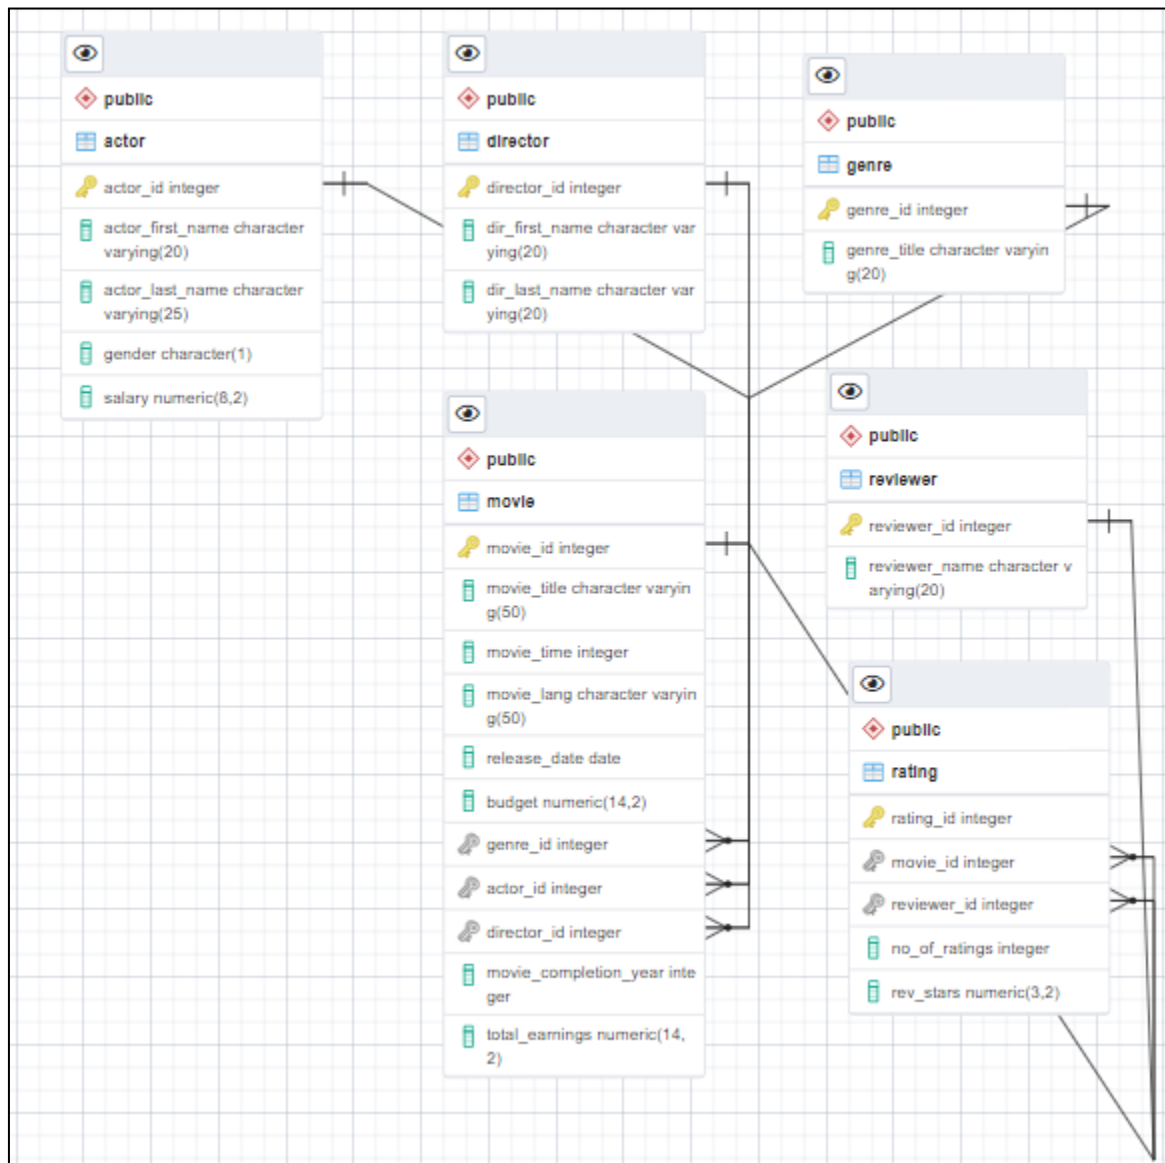 public
actor
actor_id integer
actor_first_name character
varying(20)
actor_last_name character
varying(25)
gender character(1)
salary numeric(8,2)
public
director
director_id integer
dir_first_name character var
ying(20)
dir_last_name character var
ying(20)
public
genre
genre_id integer
genre_title character varyin
g(20)
public
movie
movie_id integer
movie_title character varyin
g(50)
movie_time integer
movie_lang character varyin
g(50)
release_date date
budget numeric(14,2)
genre_id integer
actor_id integer
director_id integer
movie_completion_year inte
ger
total_earnings numeric(14,
2)
public
reviewer
reviewer_id integer
reviewer_name character v
arying(20)
public
rating
rating_id integer
movie_id integer
reviewer_id integer
no_of_ratings integer
rev_stars numeric(3,2)